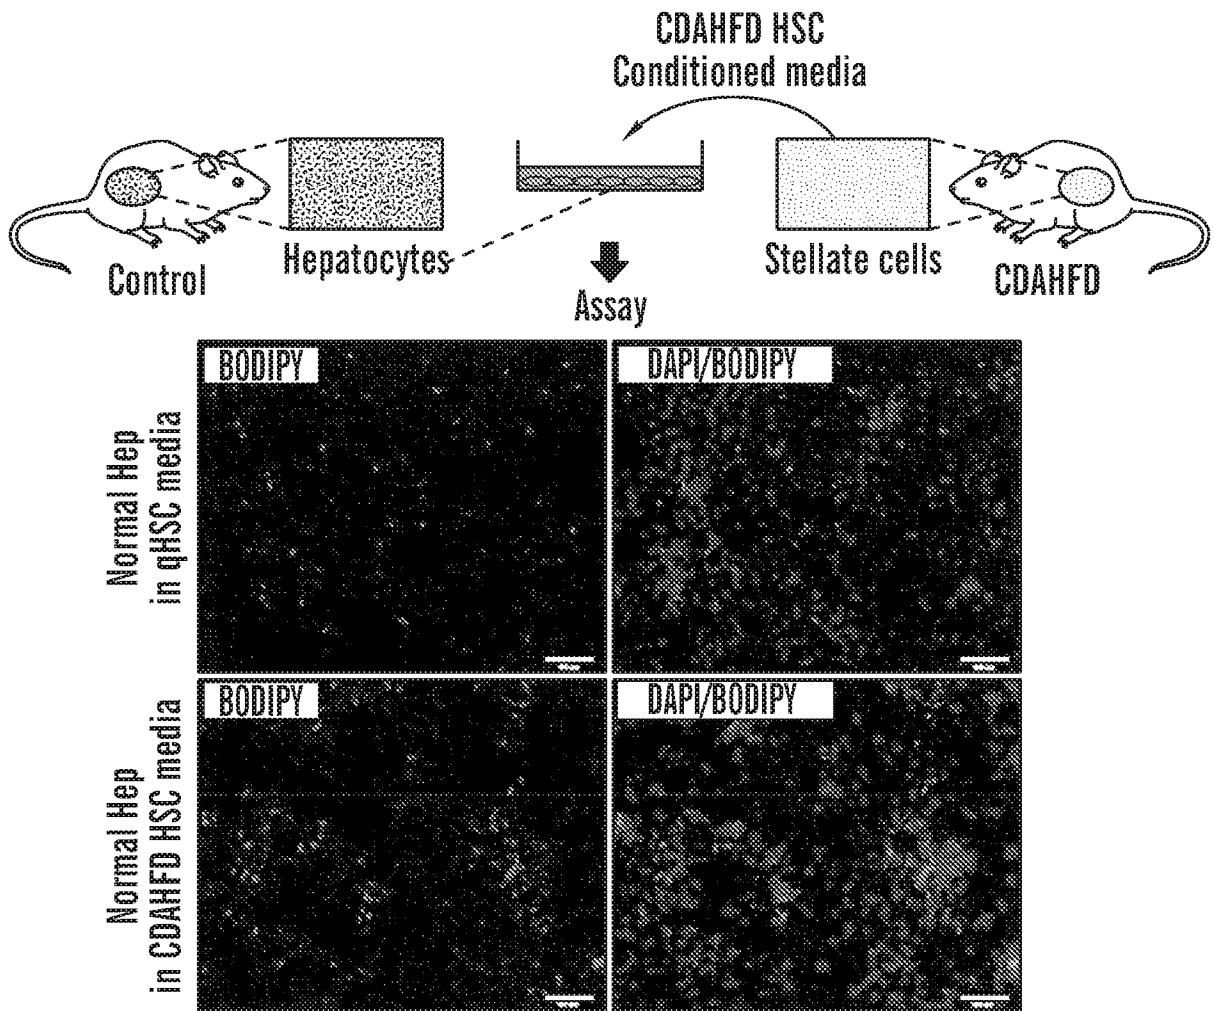 CDAHFD HSC
Conditioned media
Control
Hepatocytes
Stellate cells
CDAHFD
Assay
Normal Hep
in qHSC media
BODIPY
DAPI/BODIPY
Normal Hep
in CDAHFD HSC media
BODIPY
DAPI/BODIPY